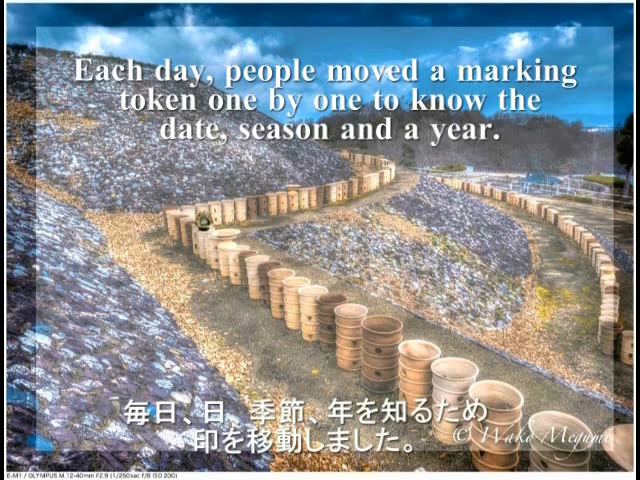 Each day, people moved a marking
token one by one to know the
date, season and a year.
毎日、日、季節、年を知るため
印を移動しました。
© Wako Megumi
E-M1 / OLYMPUS M.12-40mm F2.8 (1/250sec f/8 ISO 200)